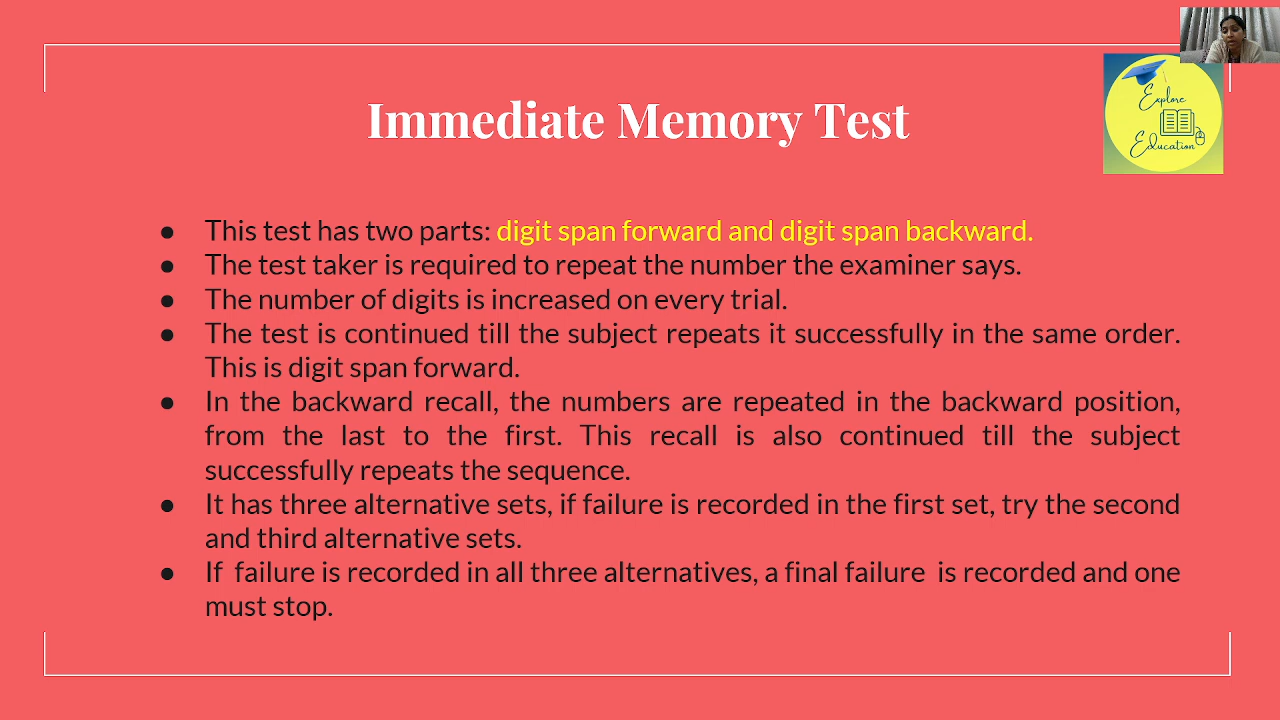 Immediate Memory Test
Explore
Education
● This test has two parts: digit span forward and digit span backward.
● The test taker is required to repeat the number the examiner says.
● The number of digits is increased on every trial.
● The test is continued till the subject repeats it successfully in the same order.
This is digit span forward.
● In the backward recall, the numbers are repeated in the backward position,
from the last to the first. This recall is also continued till the subject
successfully repeats the sequence.
● It has three alternative sets, if failure is recorded in the first set, try the second
and third alternative sets.
● If failure is recorded in all three alternatives, a final failure is recorded and one
must stop.